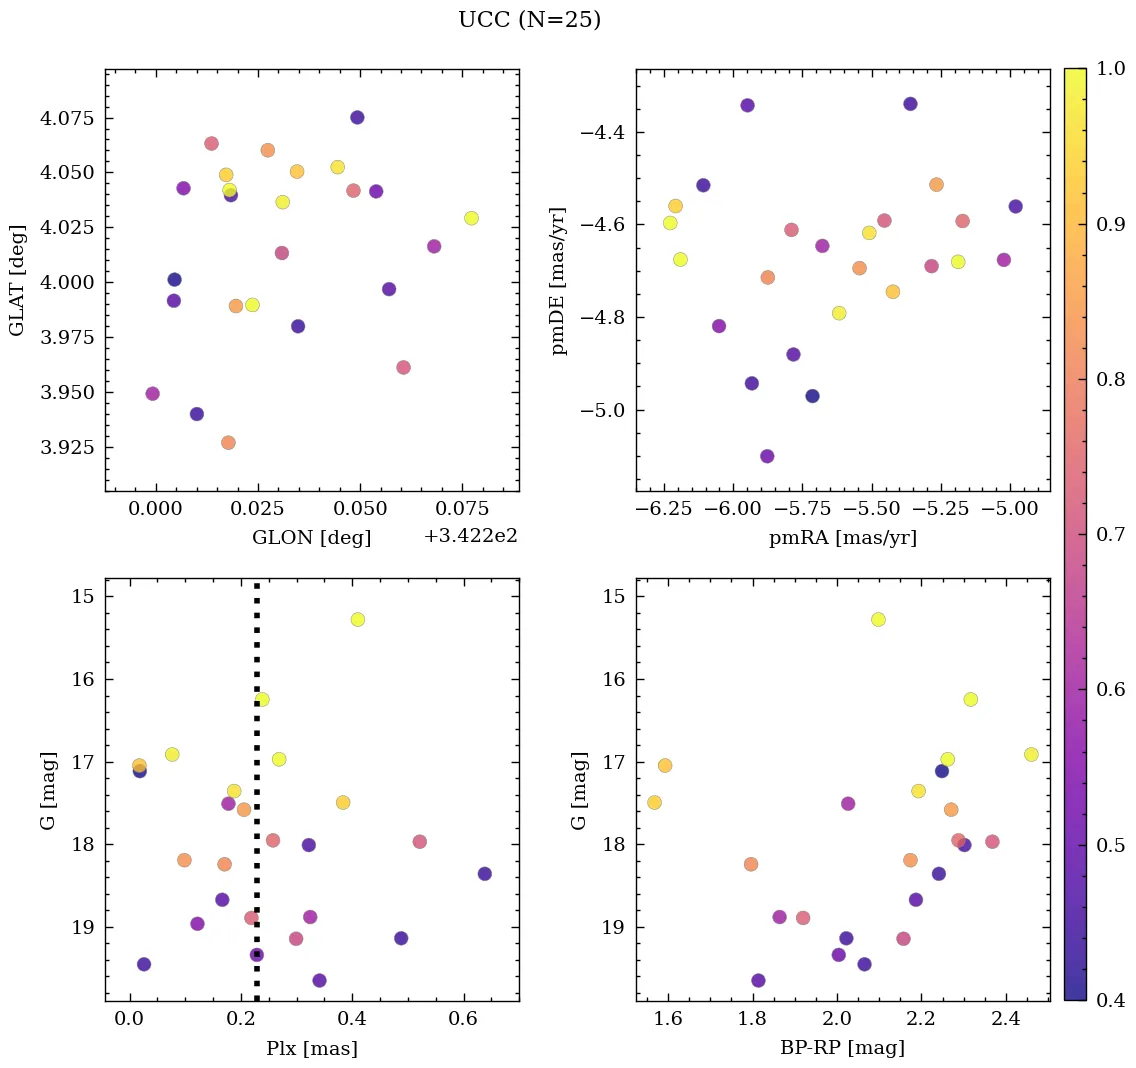 UCC (N=25)
4.075
4.050
4.025
4.000
3.975
3.950
3.925
GLAT [deg]
0.000 0.025 0.050 0.075
GLON [deg]
+3.422e2
−4.4
−4.6
−4.8
−5.0
pmDE [mas/yr]
−6.25 −6.00 −5.75 −5.50 −5.25 −5.00
pmRA [mas/yr]
15
16
17
18
19
G [mag]
0.0 0.2 0.4 0.6
Plx [mas]
15
16
17
18
19
G [mag]
1.6 1.8 2.0 2.2 2.4
BP-RP [mag]
1.0
0.9
0.8
0.7
0.6
0.5
0.4